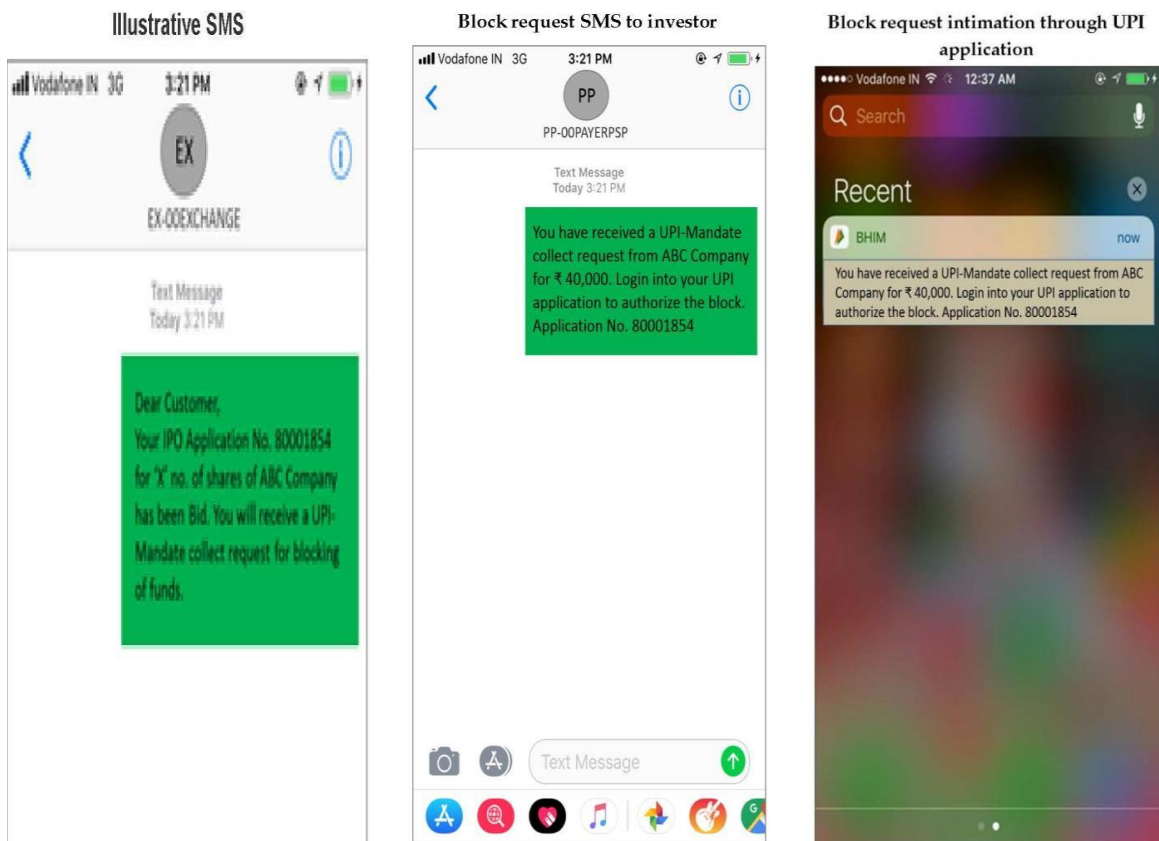 Illustrative SMS
Vodafone IN 3G 3:21 PM
EX
EX-00EXCHANGE
Text Message
Today 3:21 PM
Dear Customer,
Your IPO Application No. 80001854
for "X" no. of shares of ABC Company
has been Bid. You will receive a UPI-
Mandate collect request for blocking
of funds.
Block request SMS to investor
Vodafone IN 3G 3:21 PM
PP
PP-00PAYERPSP
Text Message
Today 3:21 PM
You have received a UPI-Mandate
collect request from ABC Company
for ₹ 40,000. Login into your UPI
application to authorize the block.
Application No. 80001854
Text Message
Block request intimation through UPI
application
Vodafone IN 12:37 AM
Search
Recent
BHIM now
You have received a UPI-Mandate collect request from ABC
Company for ₹ 40,000. Login into your UPI application to
authorize the block. Application No. 80001854